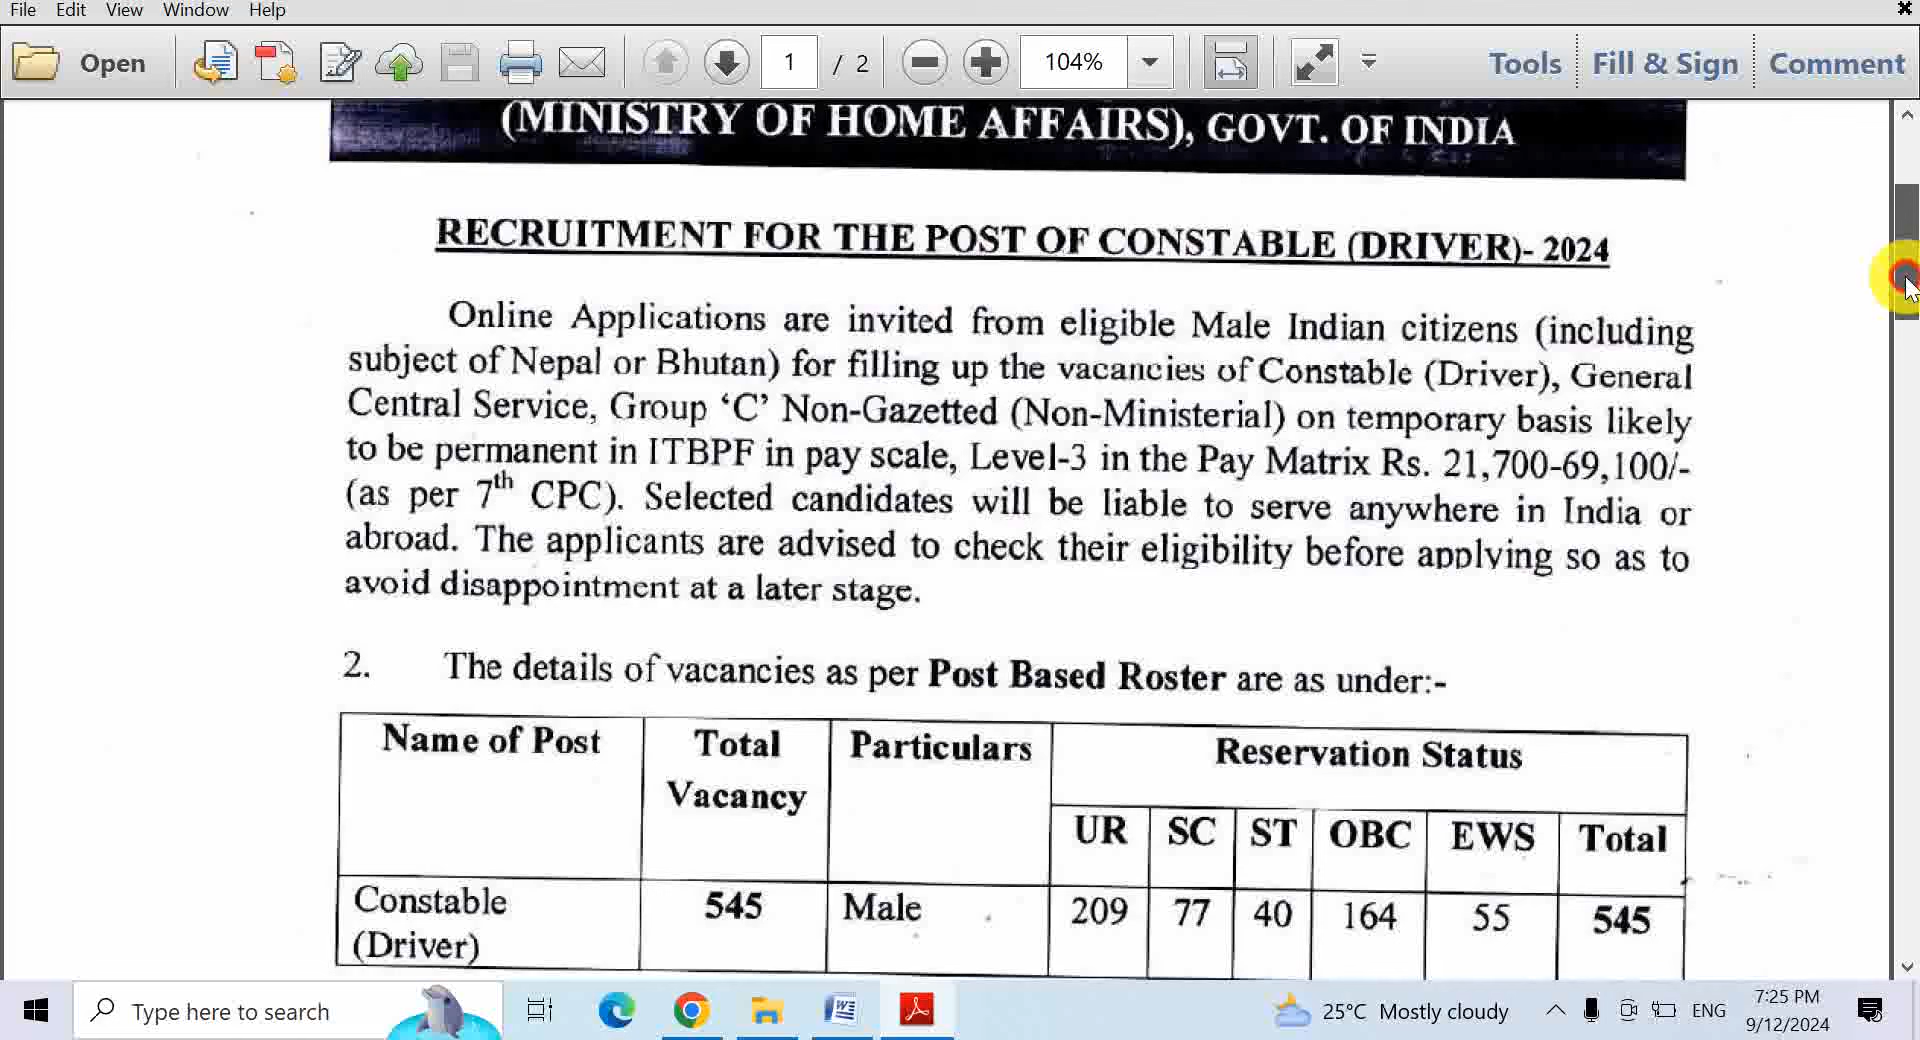 File Edit View Window Help
Open
1 / 2
104%
Tools Fill & Sign Comment
(MINISTRY OF HOME AFFAIRS), GOVT. OF INDIA
RECRUITMENT FOR THE POST OF CONSTABLE (DRIVER)- 2024
Online Applications are invited from eligible Male Indian citizens (including
subject of Nepal or Bhutan) for filling up the vacancies of Constable (Driver), General
Central Service, Group ‘C’ Non-Gazetted (Non-Ministerial) on temporary basis likely
to be permanent in ITBPF in pay scale, Level-3 in the Pay Matrix Rs. 21,700-69,100/-
(as per 7th CPC). Selected candidates will be liable to serve anywhere in India or
abroad. The applicants are advised to check their eligibility before applying so as to
avoid disappointment at a later stage.
2. The details of vacancies as per Post Based Roster are as under:-
Name of Post Total Particulars Reservation Status
Vacancy
UR SC ST OBC EWS Total
Constable 545 Male 209 77 40 164 55 545
(Driver)
Type here to search
25°C Mostly cloudy
ENG
7:25 PM
9/12/2024